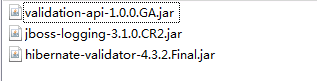 validation-api-1.0.0.GA.jar
jboss-logging-3.1.0.CR2.jar
hibernate-validator-4.3.2.Final.jar